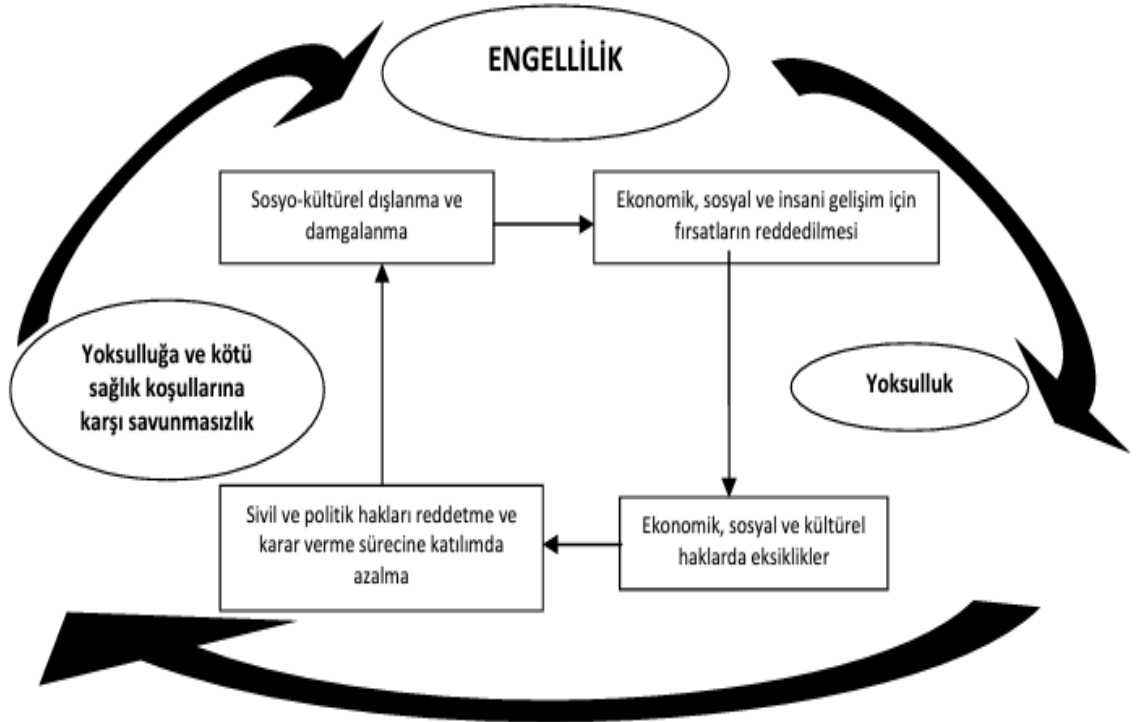 ENGELLİLİK
Sosyo-kültürel dışlanma ve
damgalanma
Ekonomik, sosyal ve insani gelişim için
fırsatların reddedilmesi
Yoksulluğa ve kötü
sağlık koşullarına
karşı savunmasızlık
Yoksulluk
Sivil ve politik hakları reddetme ve
karar verme sürecine katılımda
azalma
Ekonomik, sosyal ve kültürel
haklarda eksiklikler